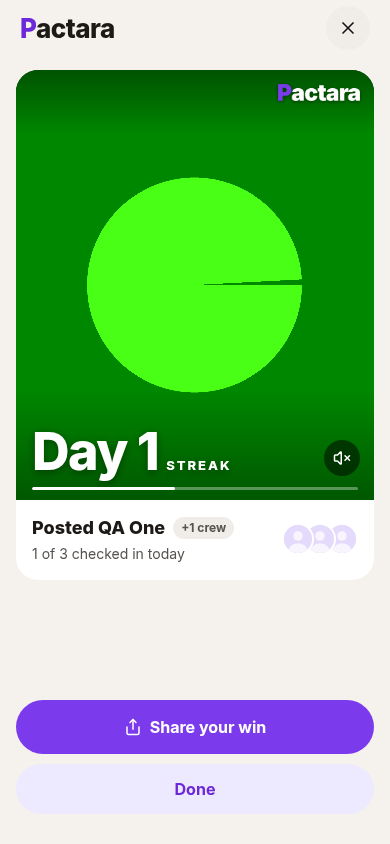 Pactara
Pactara
Day 1 STREAK
Posted QA One +1 crew
1 of 3 checked in today
Share your win
Done